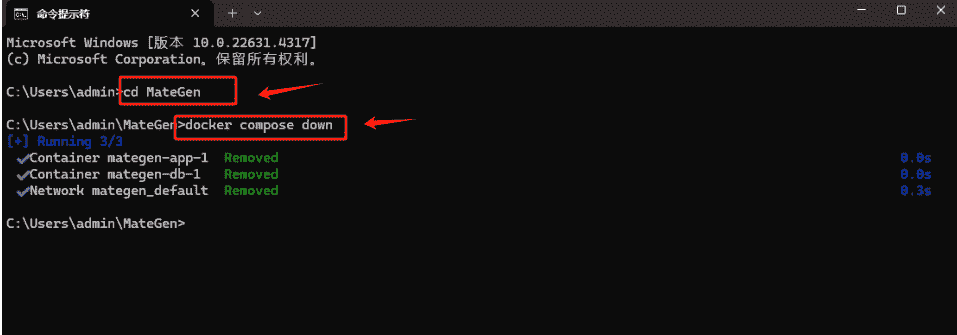 命令提示符
Microsoft Windows [版本 10.0.22631.4317]
(c) Microsoft Corporation。保留所有权利。
C:\Users\admin>cd MateGen
C:\Users\admin\MateGen>docker compose down
[+] Running 3/3
✔Container mategen-app-1 Removed 0.0s
✔Container mategen-db-1 Removed 0.0s
✔Network mategen_default Removed 0.3s
C:\Users\admin\MateGen>